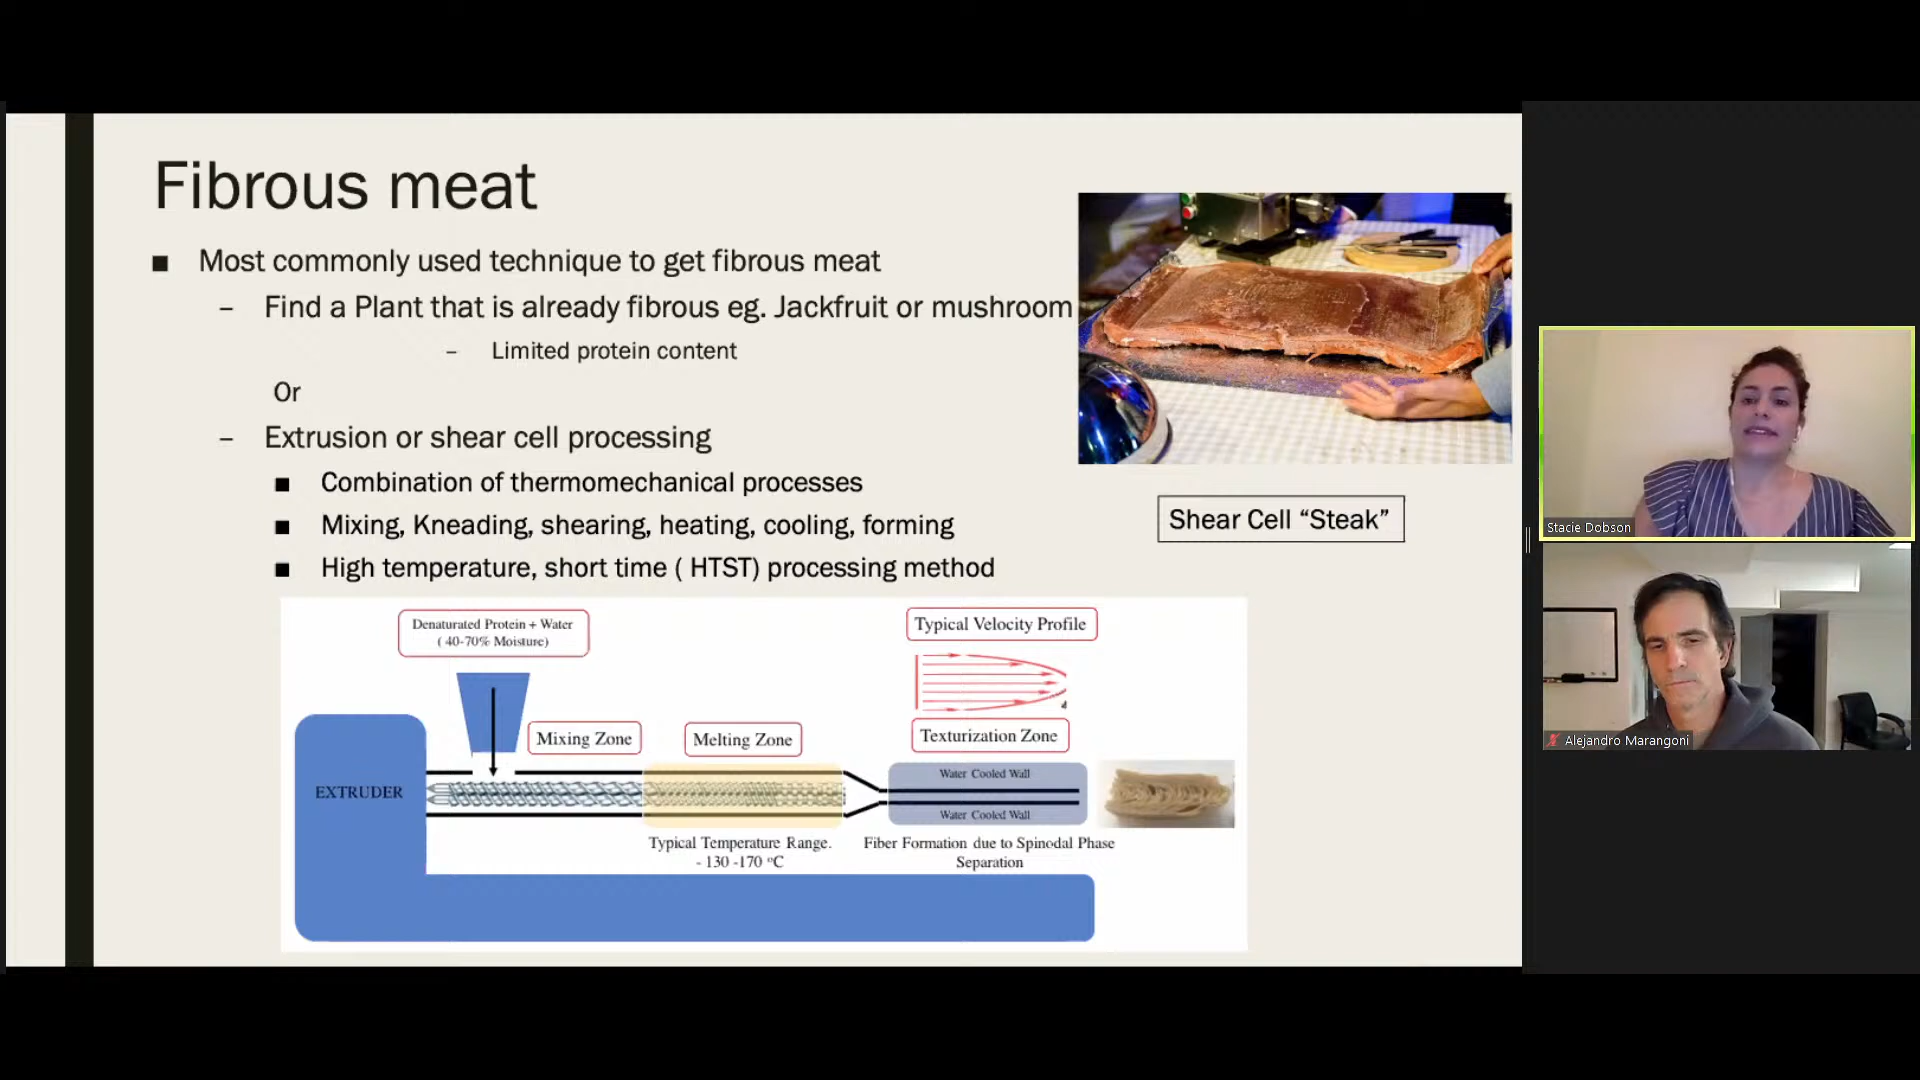 Fibrous meat
■ Most commonly used technique to get fibrous meat
– Find a Plant that is already fibrous eg. Jackfruit or mushroom
– Limited protein content
Or
– Extrusion or shear cell processing
■ Combination of thermomechanical processes
■ Mixing, Kneading, shearing, heating, cooling, forming
■ High temperature, short time ( HTST) processing method
Shear Cell “Steak”
Denaturated Protein + Water
( 40-70% Moisture)
Typical Velocity Profile
Mixing Zone
Melting Zone
Texturization Zone
EXTRUDER
Water Cooled Wall
Water Cooled Wall
Typical Temperature Range.
- 130 -170 °C
Fiber Formation due to Spinodal Phase
Separation
Stacie Dobson
Alejandro Marangoni